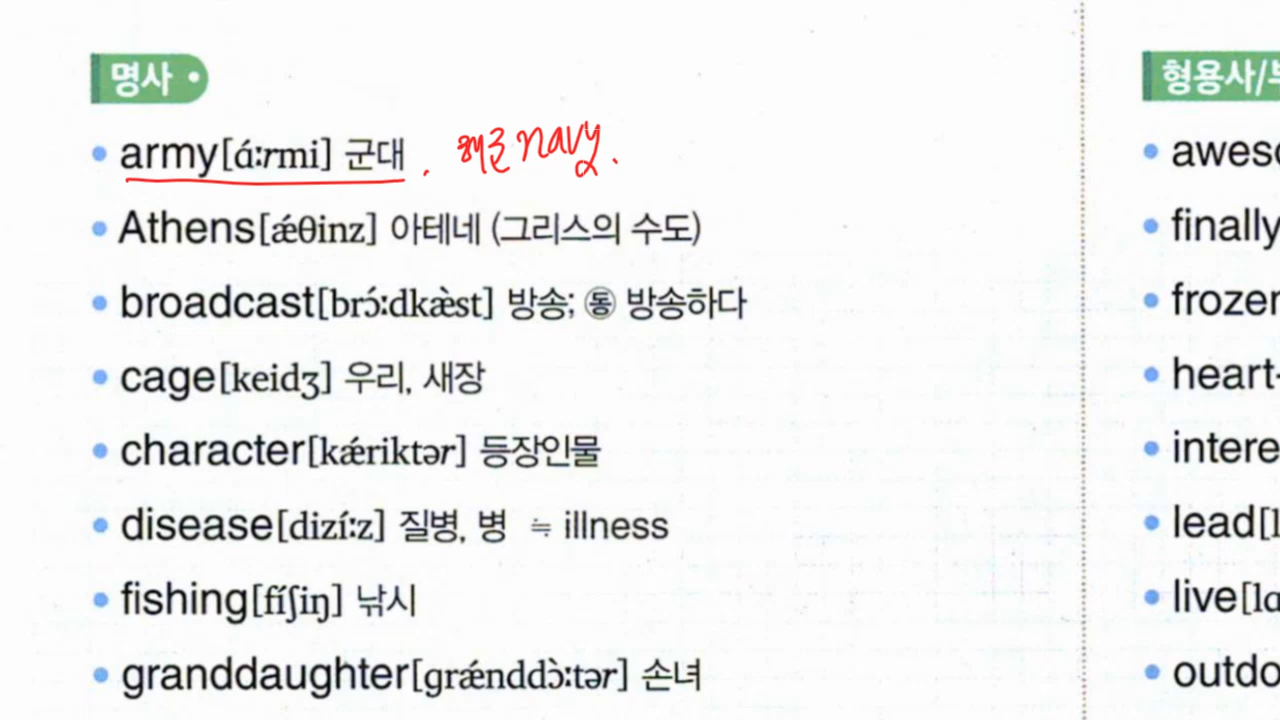 명사
army[á:rmi] 군대 . 해군 navy.
Athens[ǽθinz] 아테네 (그리스의 수도)
broadcast[brɔ́:dkæ̀st] 방송; 동 방송하다
cage[keidʒ] 우리, 새장
character[kǽriktər] 등장인물
disease[dizí:z] 질병, 병 ≒ illness
fishing[fíʃiŋ] 낚시
granddaughter[grǽnddɔ̀:tər] 손녀
형용사/부
aweso
finally
frozen
heart-
intere
lead[l
live[la
outdo